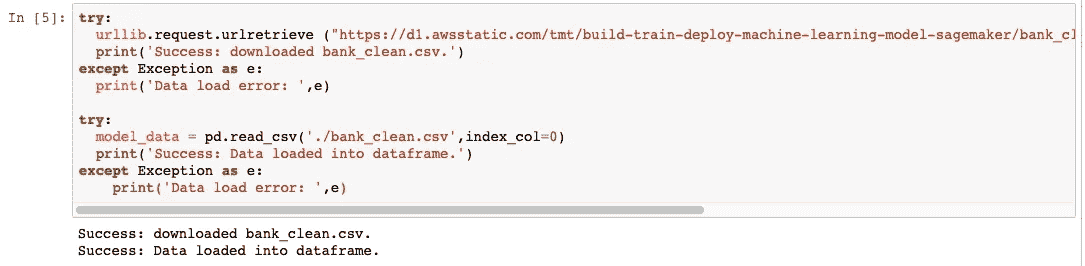 In [5]: try:
  urllib.request.urlretrieve ("https://d1.awsstatic.com/tmt/build-train-deploy-machine-learning-model-sagemaker/bank_cl
  print('Success: downloaded bank_clean.csv.')
except Exception as e:
  print('Data load error: ',e)

try:
  model_data = pd.read_csv('./bank_clean.csv',index_col=0)
  print('Success: Data loaded into dataframe.')
except Exception as e:
    print('Data load error: ',e)
Success: downloaded bank_clean.csv.
Success: Data loaded into dataframe.